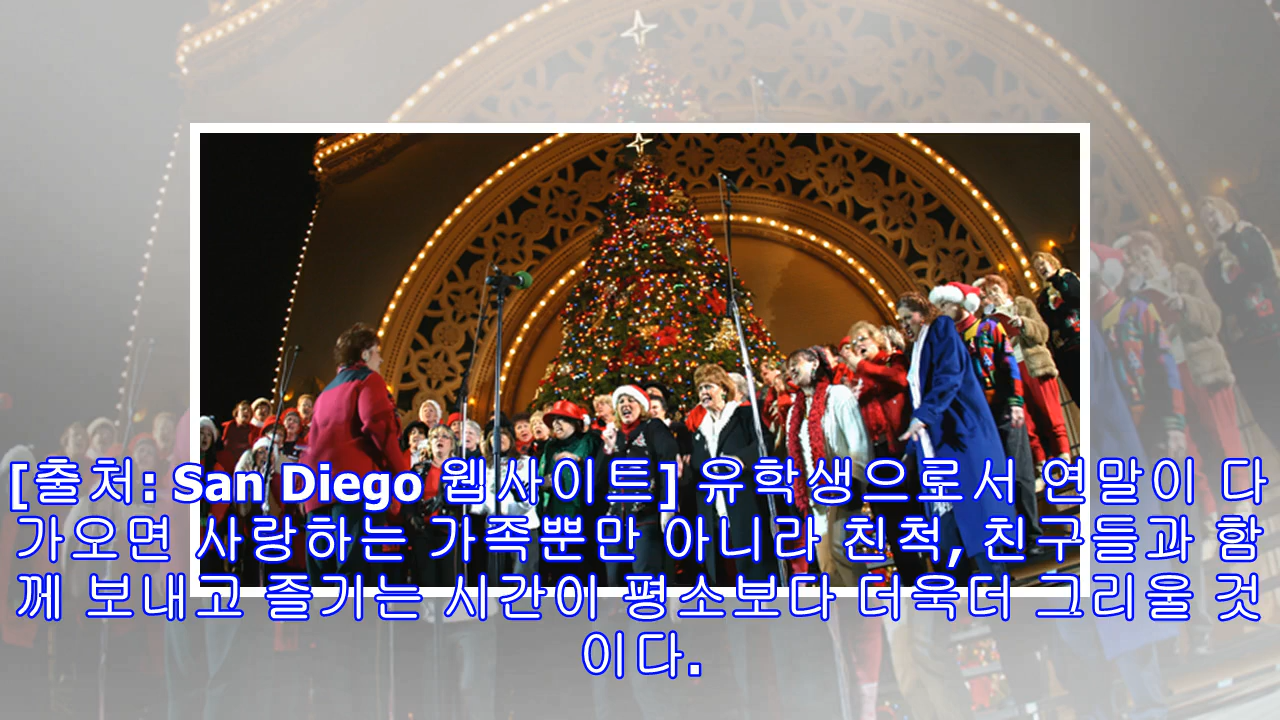 [출처: San Diego 웹사이트] 유학생으로서 연말이 다
가오면 사랑하는 가족뿐만 아니라 친척, 친구들과 함
께 보내고 즐기는 시간이 평소보다 더욱더 그리울 것
이다.